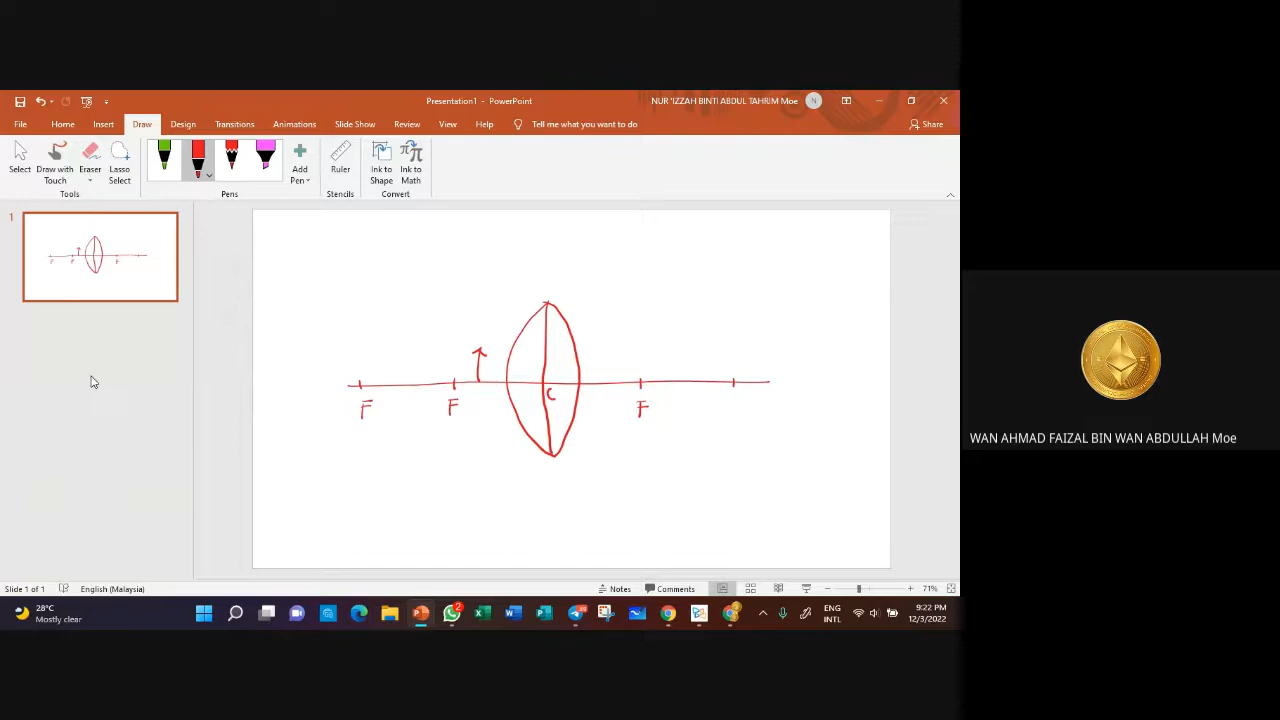 Presentation1 - PowerPoint
NUR 'IZZAH BINTI ABDUL TAHRIM Moe
N
File Home Insert Draw Design Transitions Animations Slide Show Review View Help Tell me what you want to do
Share
Select
Draw with Touch
Eraser
Lasso Select
Add Pen
Ruler
Ink to Shape
Ink to Math
Tools
Pens
Stencils
Convert
1
F
F
F
F
F
C
F
WAN AHMAD FAIZAL BIN WAN ABDULLAH Moe
Slide 1 of 1
English (Malaysia)
Notes
Comments
71%
28°C
Mostly clear
2
ENG
INTL
9:22 PM
12/3/2022